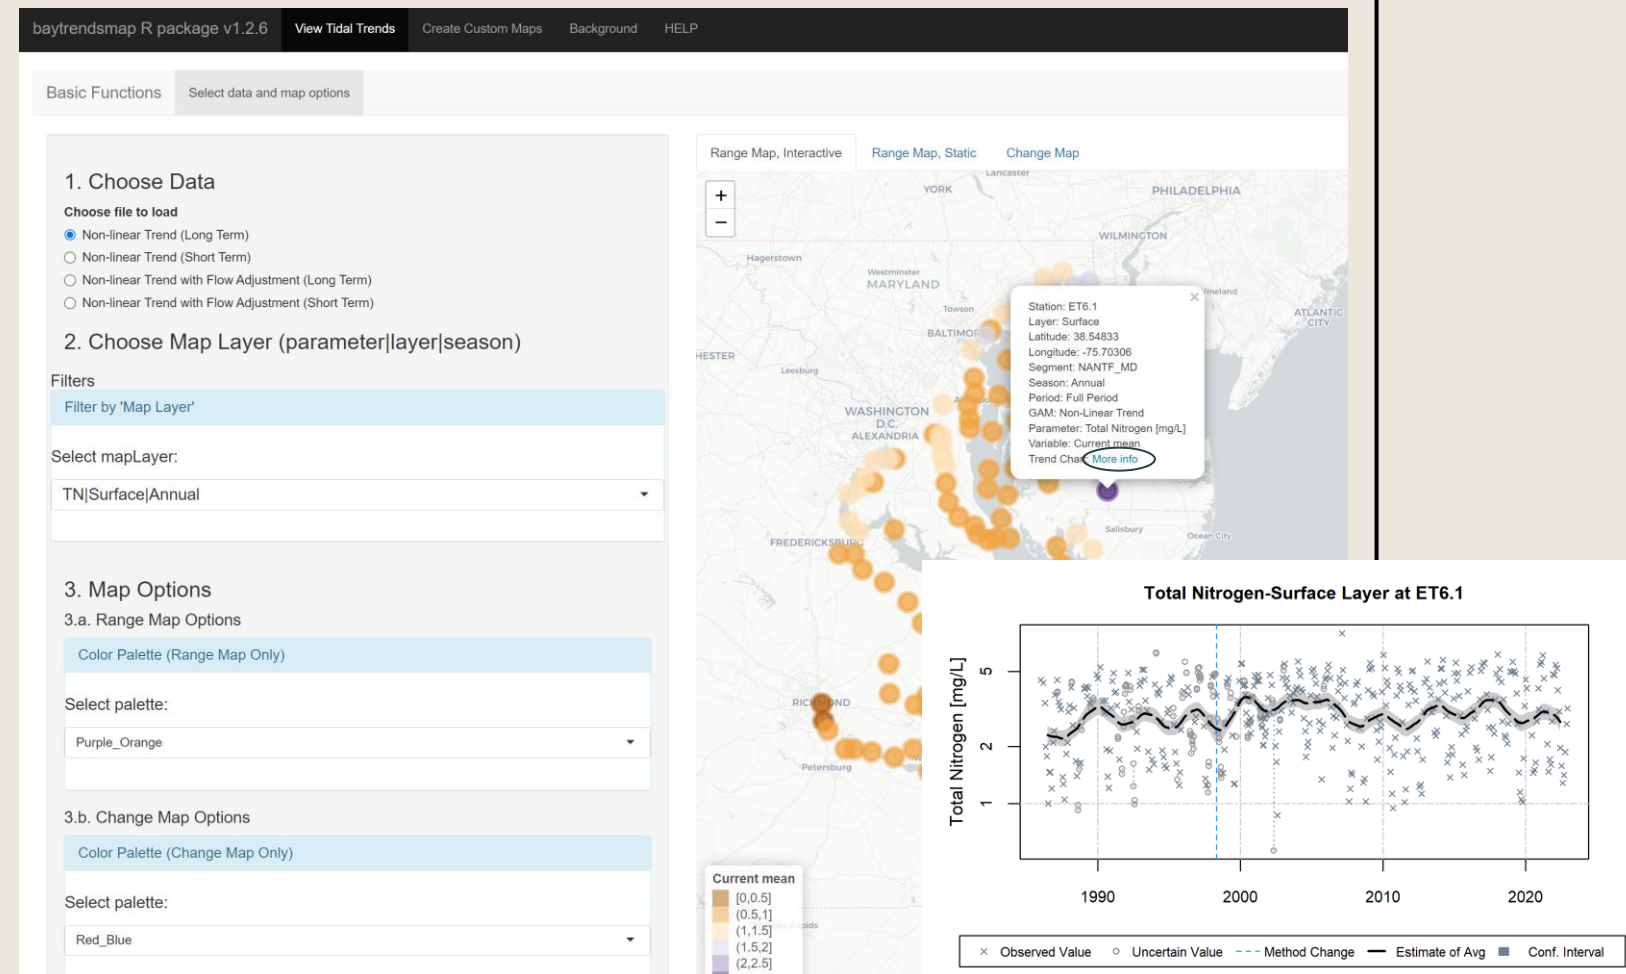 baytrendsmap R package v1.2.6 View Tidal Trends Create Custom Maps Background HELP
Basic Functions Select data and map options
1. Choose Data
Choose file to load
Non-linear Trend (Long Term)
Non-linear Trend (Short Term)
Non-linear Trend with Flow Adjustment (Long Term)
Non-linear Trend with Flow Adjustment (Short Term)
2. Choose Map Layer (parameter|layer|season)
Filters
Filter by 'Map Layer'
Select mapLayer:
TN|Surface|Annual
3. Map Options
3.a. Range Map Options
Color Palette (Range Map Only)
Select palette:
Purple_Orange
3.b. Change Map Options
Color Palette (Change Map Only)
Select palette:
Red_Blue
Range Map, Interactive Range Map, Static Change Map
+
−
Lancaster
YORK
PHILADELPHIA
WILMINGTON
Hagerstown
Westminster
MARYLAND
Towson
BALTIMO
ineland
ATLANTIC
CITY
HESTER
Leesburg
WASHINGTON
D.C.
ALEXANDRIA
Station: ET6.1
Layer: Surface
Latitude: 38.54833
Longitude: -75.70306
Segment: NANTF_MD
Season: Annual
Period: Full Period
GAM: Non-Linear Trend
Parameter: Total Nitrogen [mg/L]
Variable: Current mean
Trend Chart: More info
Salisbury
Ocean City
FREDERICKSBURG
RICHMOND
Petersburg
Current mean
[0,0.5]
(0.5,1]
(1,1.5]
(1.5,2]
(2,2.5]
Total Nitrogen-Surface Layer at ET6.1
Total Nitrogen [mg/L]
5
2
1
1990 2000 2010 2020
Observed Value Uncertain Value Method Change Estimate of Avg Conf. Interval